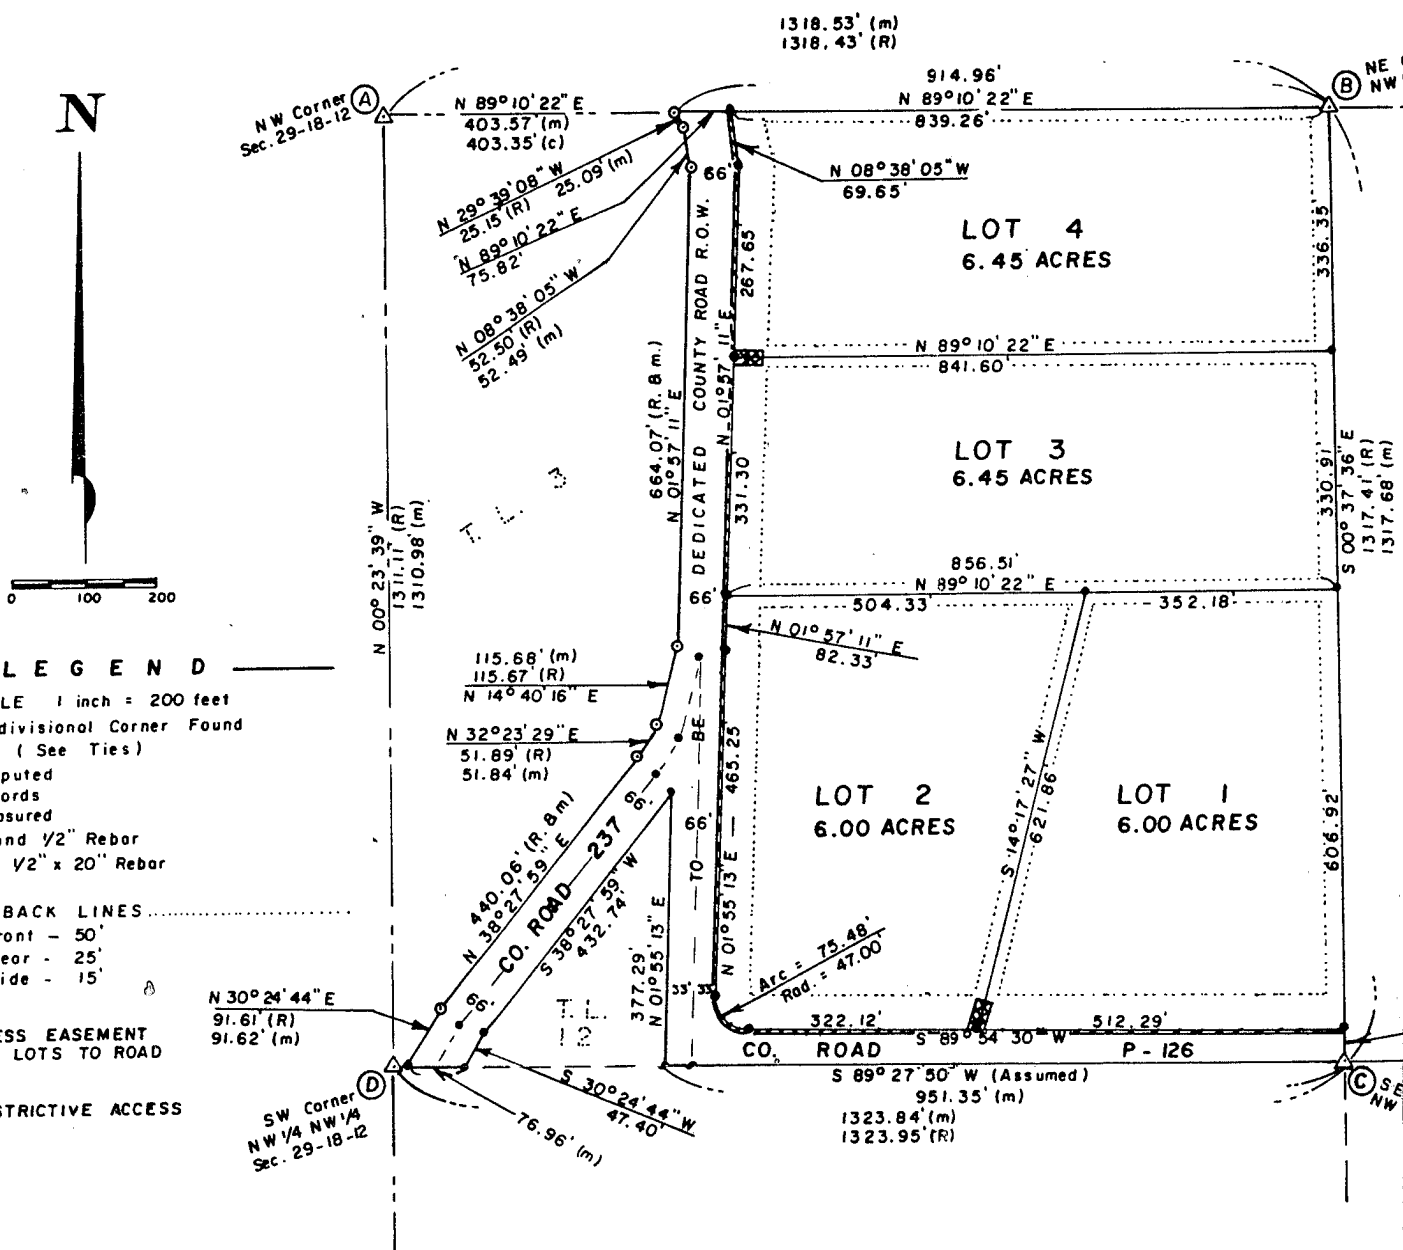 1318.53' (m)
1318.43' (R)
N
NW Corner
Sec. 29-18-12
A
N 89° 10' 22" E
403.57' (m)
403.35' (c)
914.96'
N 89° 10' 22" E
839.26'
B
NE
NW
N 29° 39' 08" W
25.15' (R)
25.09' (m)
N 89° 10' 22" E
75.82'
N 08° 38' 05" W
52.50' (R)
52.49' (m)
66'
N 08° 38' 05" W
69.65'
LOT 4
6.45 ACRES
267.65
336.35'
N 01° 57' 11" E
N 89° 10' 22" E
841.60'
664.07' (R. & m.)
N 01° 57' 11" E
DEDICATED COUNTY ROAD R.O.W.
LOT 3
6.45 ACRES
331.30
330.91'
S 00° 37' 36" E
1317.41' (R)
1317.68' (m)
T. L. 3
N 00° 23' 39" W
1311.11' (R)
1310.98' (m)
0 100 200
856.51'
N 89° 10' 22" E
504.33'
352.18'
66'
N 01° 57' 11" E
82.33'
LEGEND
LE 1 inch = 200 feet
divisional Corner Found
( See Ties )
puted
ords
asured
und 1/2" Rebar
1/2" x 20" Rebar
BACK LINES
ront - 50'
ear - 25'
ide - 15'
ESS EASEMENT
LOTS TO ROAD
STRICTIVE ACCESS
115.68' (m)
115.67' (R)
N 14° 40' 16" E
N 32° 23' 29" E
51.89' (R)
51.84' (m)
BE
TO
66'
66'
465.25
N 01° 55' 13" E
LOT 2
6.00 ACRES
S 14° 17' 27" W
621.86'
LOT 1
6.00 ACRES
606.92'
440.06' (R. & m)
N 38° 27' 59" E
CO. ROAD 237
S 38° 27' 59" W
432.74'
66'
377.29
N 01° 55' 13" E
33' 33'
Arc = 75.48'
Rad. = 47.00'
N 30° 24' 44" E
91.61' (R)
91.62' (m)
T. L.
12
322.12'
512.29'
S 89° 54' 30" W
CO. ROAD P-126
S 89° 27' 50" W (Assumed)
951.35' (m)
1323.84' (m)
1323.95' (R)
D
SW Corner
NW 1/4 NW 1/4
Sec. 29-18-12
S 30° 24' 44" W
47.40'
76.96' (m)
C
SE
NW